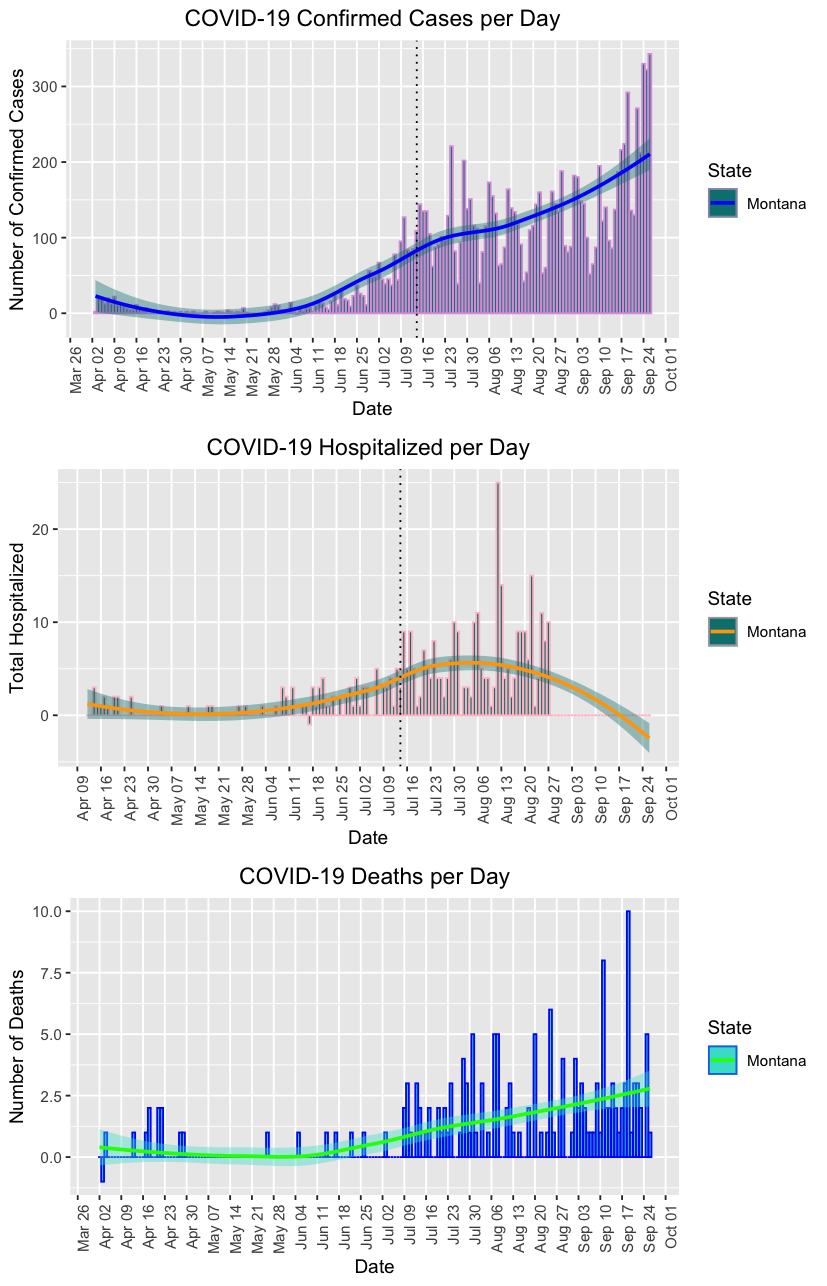 COVID-19 Confirmed Cases per Day
Number of Confirmed Cases
300
200
100
0
Mar 26 Apr 02 Apr 09 Apr 16 Apr 23 Apr 30 May 07 May 14 May 21 May 28 Jun 04 Jun 11 Jun 18 Jun 25 Jul 02 Jul 09 Jul 16 Jul 23 Jul 30 Aug 06 Aug 13 Aug 20 Aug 27 Sep 03 Sep 10 Sep 17 Sep 24 Oct 01
Date
State
Montana
COVID-19 Hospitalized per Day
Total Hospitalized
20
10
0
Apr 09 Apr 16 Apr 23 Apr 30 May 07 May 14 May 21 May 28 Jun 04 Jun 11 Jun 18 Jun 25 Jul 02 Jul 09 Jul 16 Jul 23 Jul 30 Aug 06 Aug 13 Aug 20 Aug 27 Sep 03 Sep 10 Sep 17 Sep 24 Oct 01
Date
State
Montana
COVID-19 Deaths per Day
Number of Deaths
10.0
7.5
5.0
2.5
0.0
Mar 26 Apr 02 Apr 09 Apr 16 Apr 23 Apr 30 May 07 May 14 May 21 May 28 Jun 04 Jun 11 Jun 18 Jun 25 Jul 02 Jul 09 Jul 16 Jul 23 Jul 30 Aug 06 Aug 13 Aug 20 Aug 27 Sep 03 Sep 10 Sep 17 Sep 24 Oct 01
Date
State
Montana